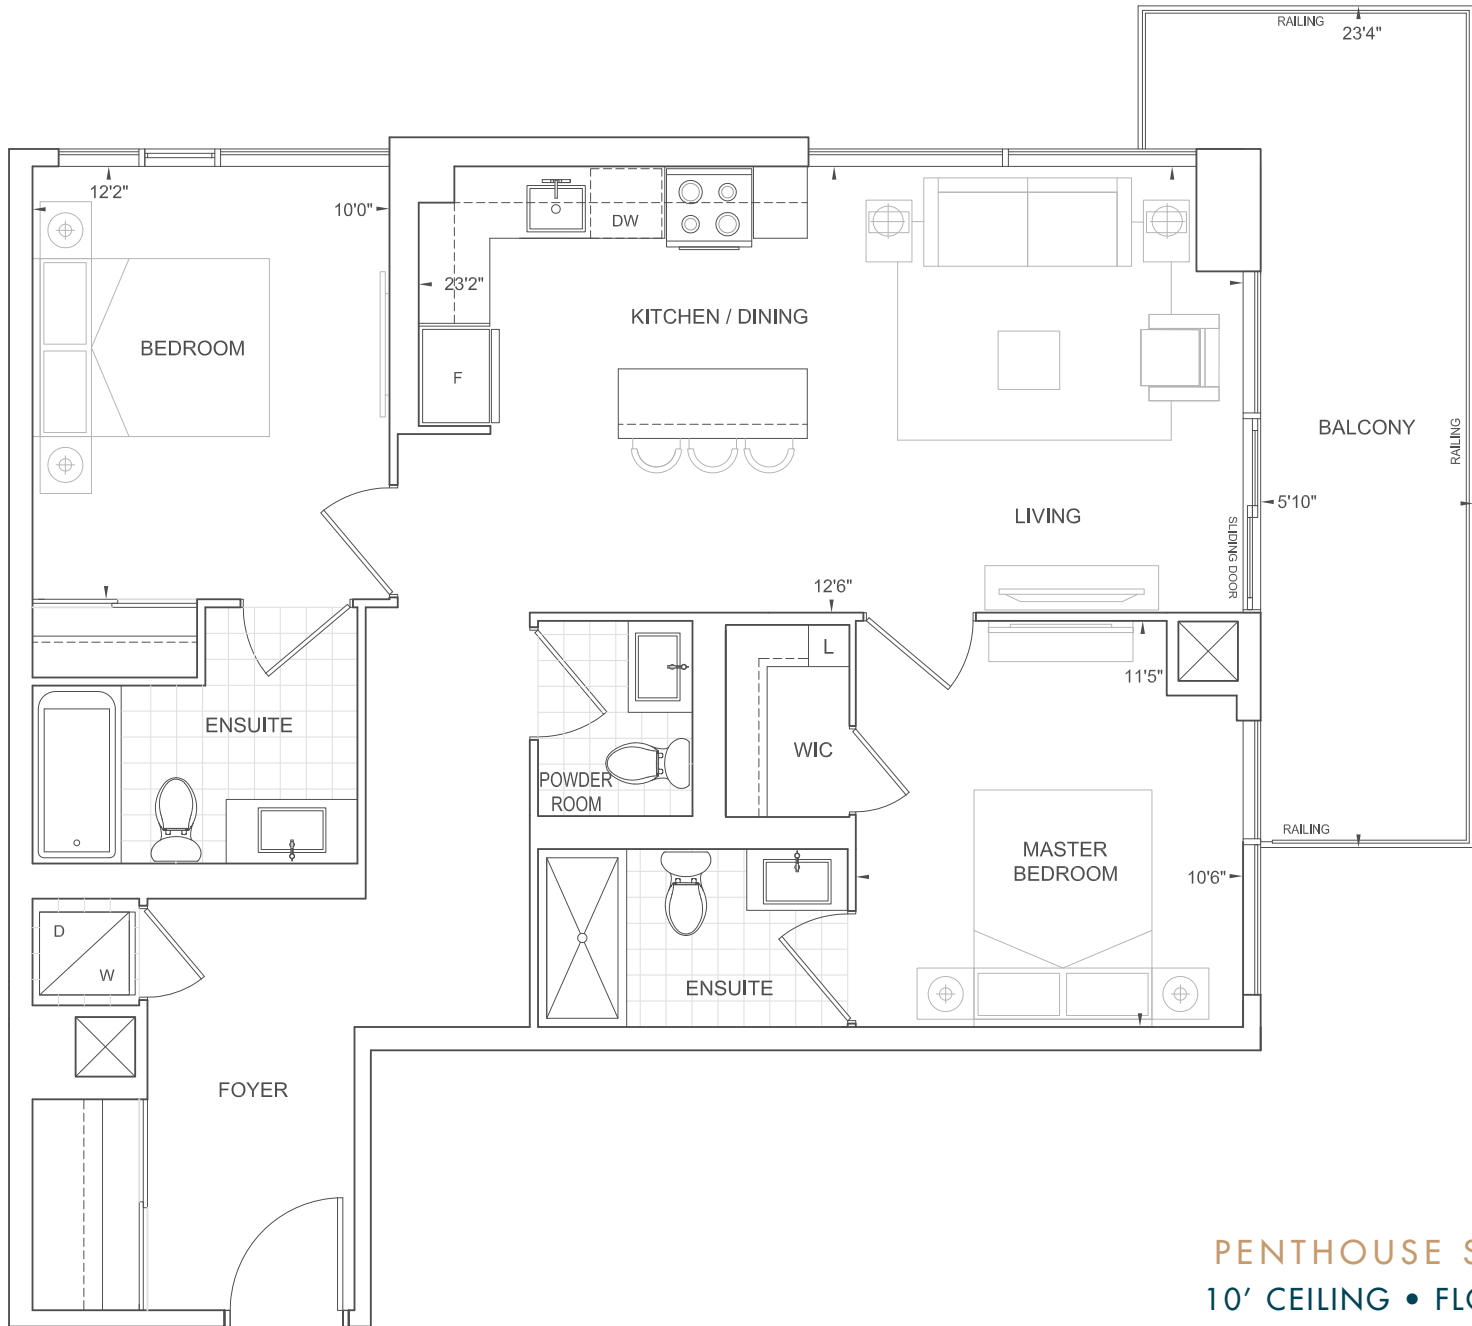 RAILING
23'4"
12'2"
10'0"
DW
23'2"
KITCHEN / DINING
BEDROOM
F
BALCONY
RAILING
5'10"
LIVING
SLIDING DOOR
12'6"
L
11'5"
ENSUITE
WIC
POWDER
ROOM
RAILING
MASTER
BEDROOM
10'6"
D
W
ENSUITE
FOYER
PENTHOUSE
10' CEILING •